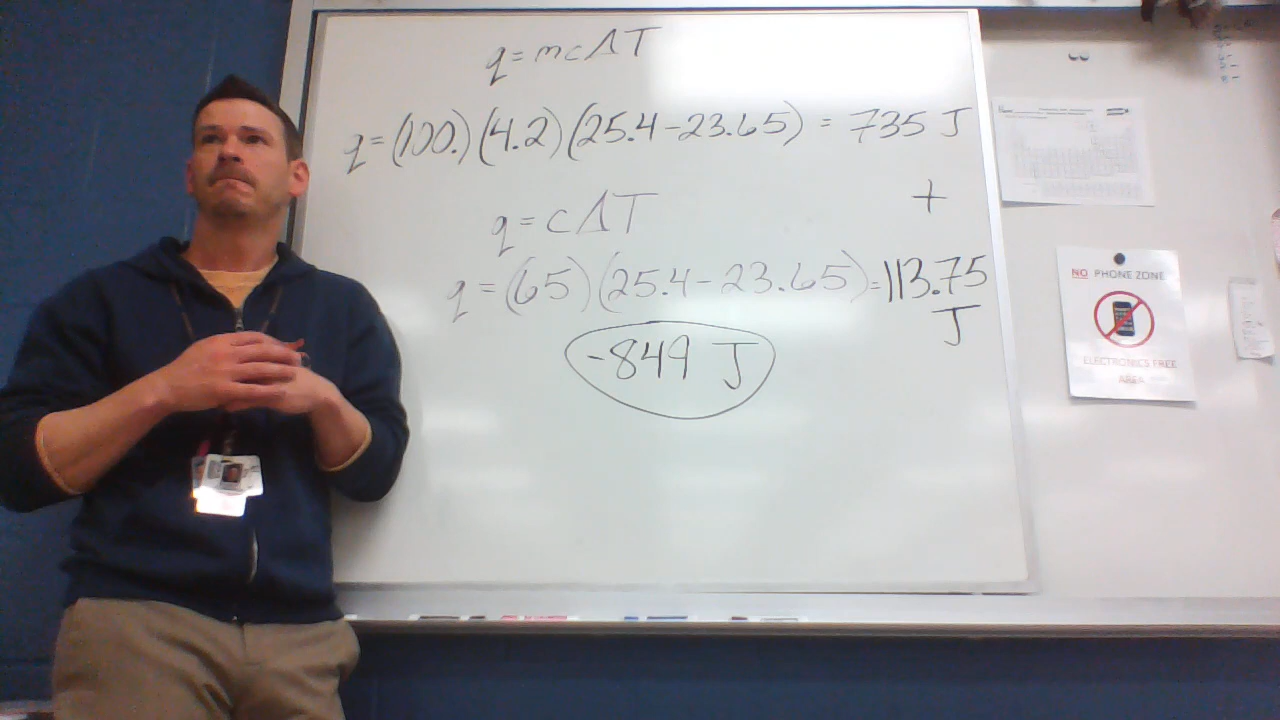 q = mcΔT
q = (100.)(4.2)(25.4-23.65) = 735 J
+
q = cΔT
q = (65)(25.4-23.65) = 113.75
J
-849 J
NO PHONE ZONE
ELECTRONICS FREE
AREA